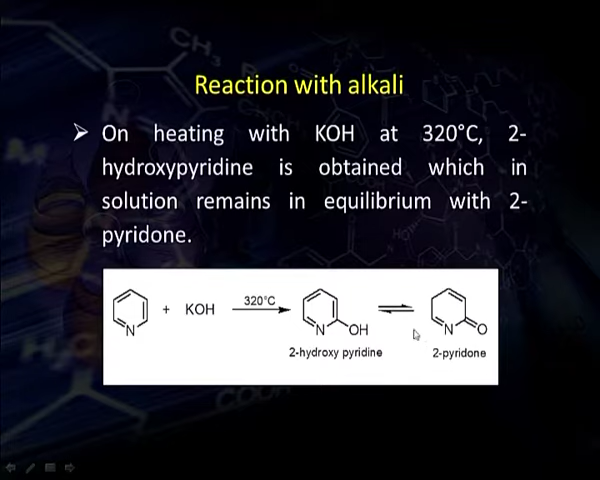 Reaction with alkali
➢ On heating with KOH at 320°C, 2-
hydroxypyridine is obtained which in
solution remains in equilibrium with 2-
pyridone.
N + KOH 320°C N OH N O
2-hydroxy pyridine 2-pyridone
CH3